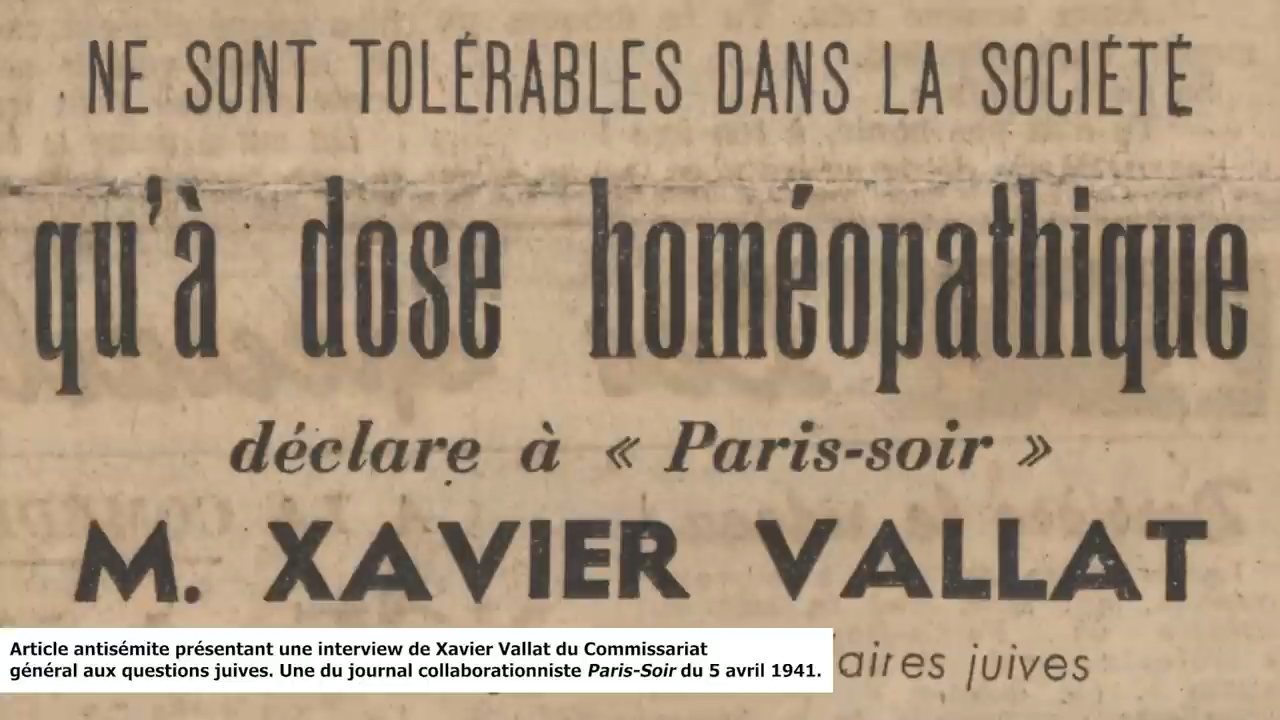 NE SONT TOLÉRABLES DANS LA SOCIÉTÉ
qu'à dose homéopathique
déclare à « Paris-soir »
M. XAVIER VALLAT
aires juives
Article antisémite présentant une interview de Xavier Vallat du Commissariat
général aux questions juives. Une du journal collaborationniste Paris-Soir du 5 avril 1941.